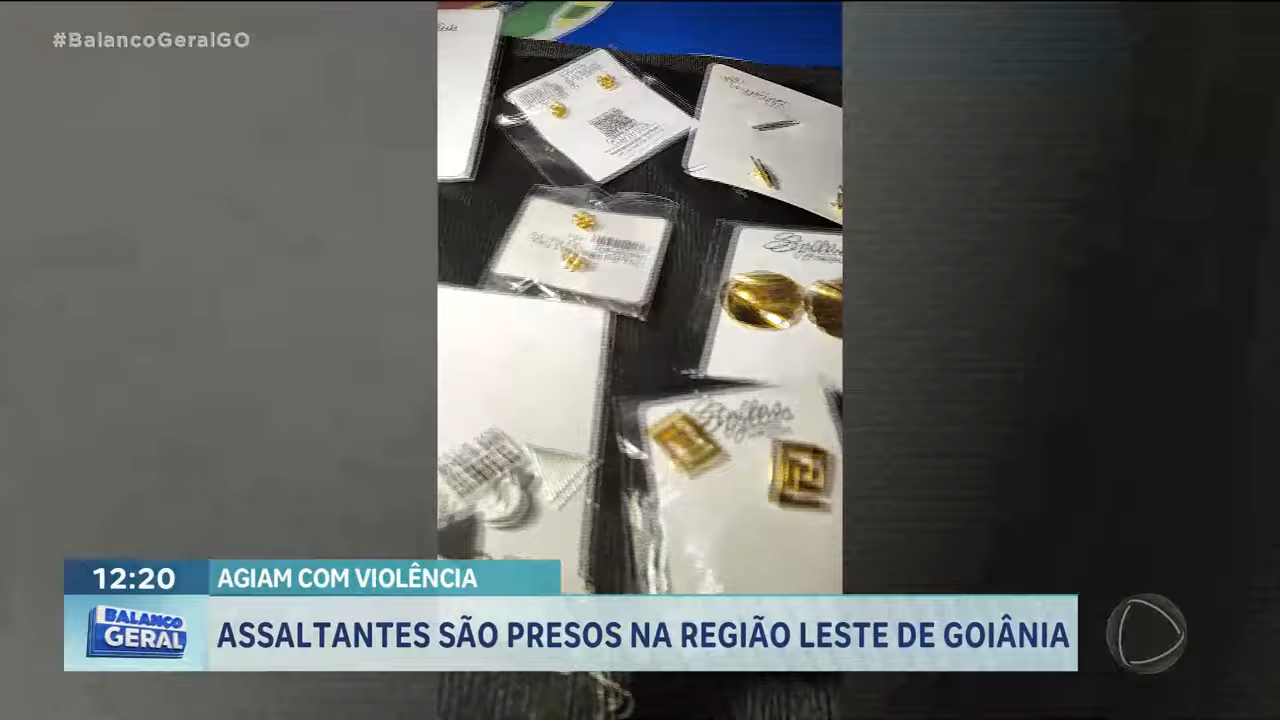 #BalancoGeralGO
12:20
AGIAM COM VIOLÊNCIA
BALANCO
GERAL
ASSALTANTES SÃO PRESOS NA REGIÃO LESTE DE GOIÂNIA